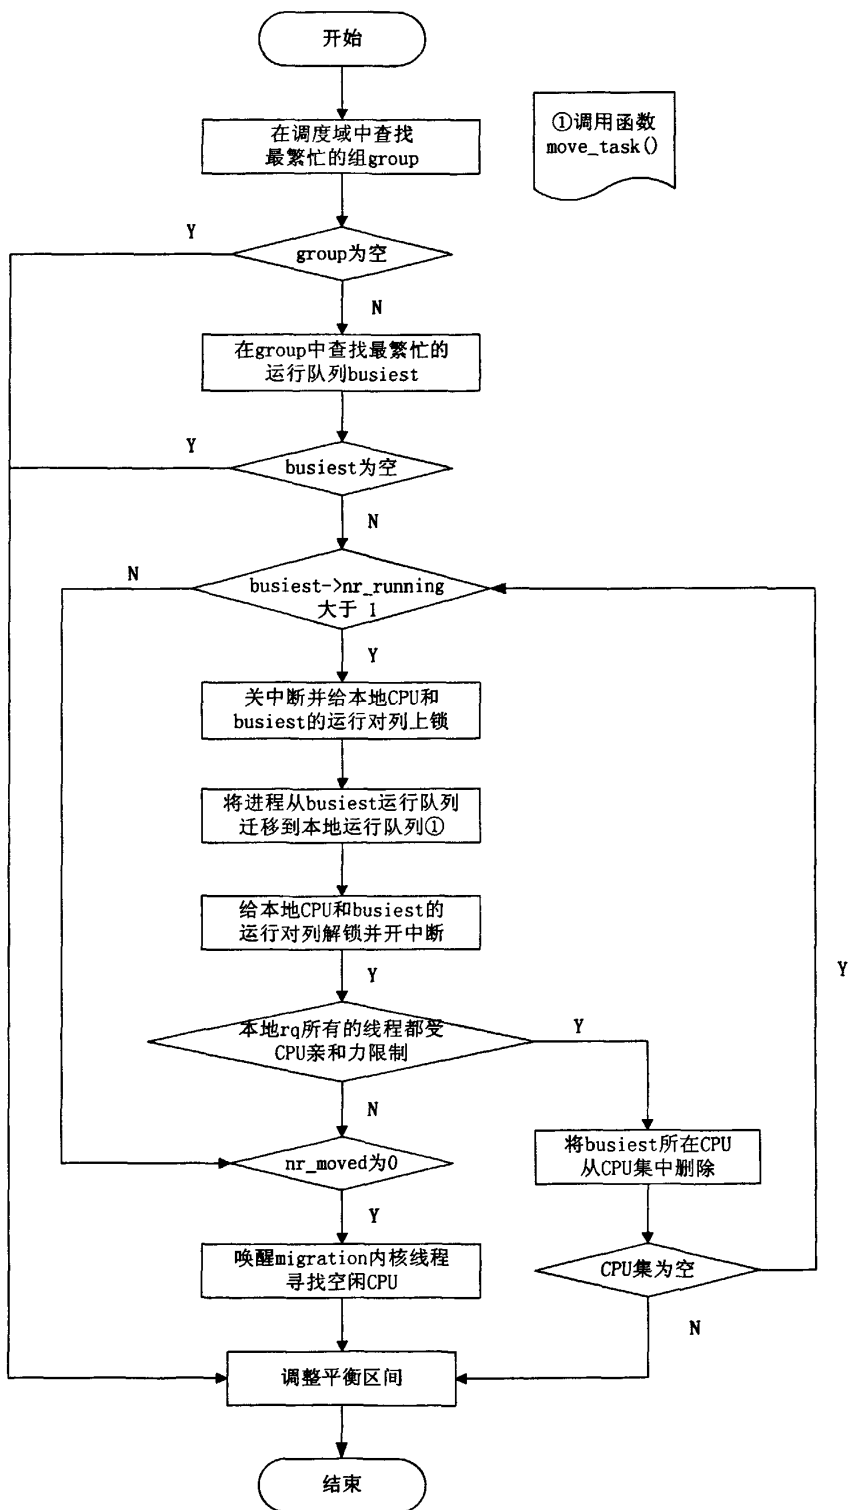 开始
①调用函数
move_task()
在调度域中查找
最繁忙的组group
Y
group为空
N
在group中查找最繁忙的
运行队列busiest
Y
busiest为空
N
N
busiest->nr_running
大于 1
Y
关中断并给本地CPU和
busiest的运行对列上锁
将进程从busiest运行队列
迁移到本地运行队列①
给本地CPU和busiest的
运行对列解锁并开中断
Y
Y
本地rq所有的线程都受
CPU亲和力限制
Y
N
将busiest所在CPU
从CPU集中删除
nr_moved为0
Y
唤醒migration内核线程
寻找空闲CPU
CPU集为空
N
调整平衡区间
结束